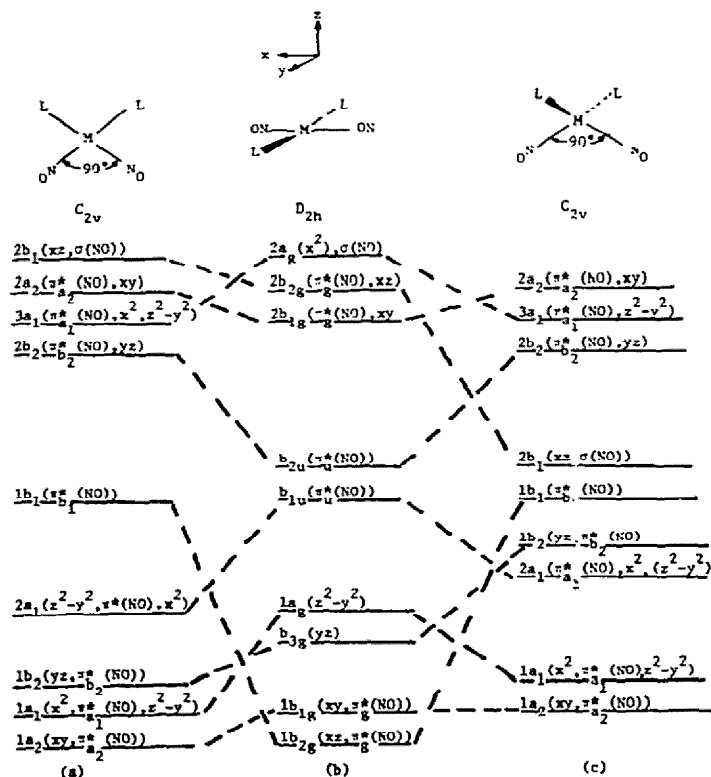 z
x
y
L L
M
ON NO
90°
C2v
L
ON M ON
L
D2h
L L
M
ON NO
90°
C2v
2b1(xz,σ(NO))
2a2(π*a2(NO),xy)
3a1(π*a1(NO),x²,z²-y²)
2b2(π*b2(NO),yz)
1b1(π*b1(NO))
2a1(z²-y²,π*(NO),x²)
1b2(yz,π*b2(NO))
1a1(x²,π*a1(NO),z²-y²)
1a2(xy,π*a2(NO))
(a)
2ag(x²),σ(NO)
2b2g(π*g(NO),xz)
2b1g(π*g(NO),xy)
b2u(π*u(NO))
b1u(π*u(NO))
1ag(z²-y²)
b3g(yz)
1b1g(xy,π*g(NO))
1b2g(xz,π*g(NO))
(b)
2a2(π*a2(NO),xy)
3a1(π*a1(NO),z²-y²)
2b2(π*b2(NO),yz)
2b1(xz σ(NO))
1b1(π*b (NO))
1b2(yz π*b2(NO)
2a1(π*a1(NO),x²,(z²-y²)
1a1(x²,π*a1(NO),z²-y²)
1a2(xy,π*a2(NO))
(c)